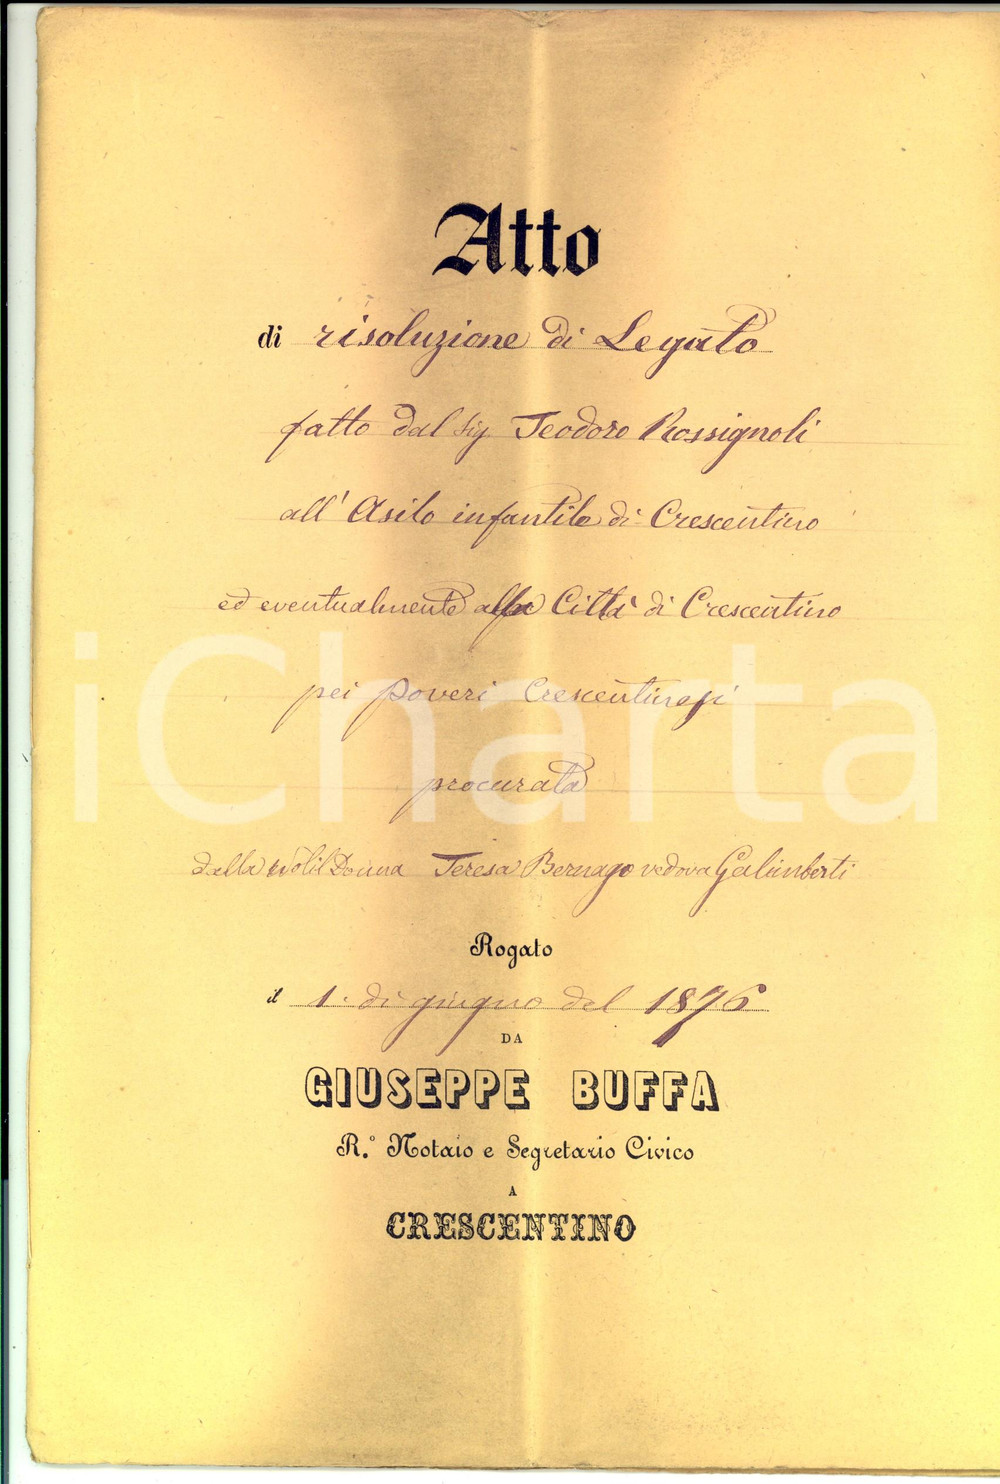 Atto
di risoluzione di Legato
fatto dal Sig. Teodoro Rossignoli
all' Asilo infantile di Crescentino
ed eventualmente alla Città di Crescentino
pei poveri Crescentinesi
procurata
dalla Nobil Donna Teresa Bernago vedova Galimberti
Rogato
il 1. di giugno del 1876
DA
GIUSEPPE BUFFA
R.° Notaio e Segretario Civico
A
CRESCENTINO
iCharta